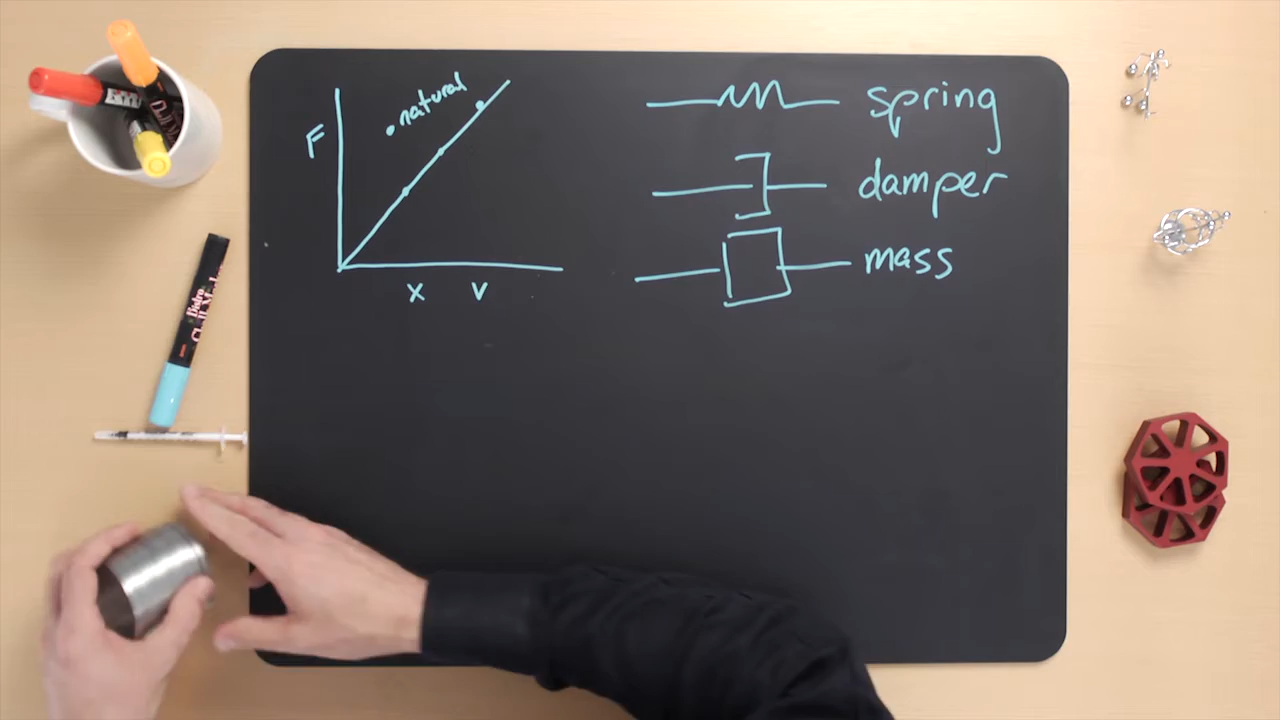 F
natural
x v
spring
damper
mass